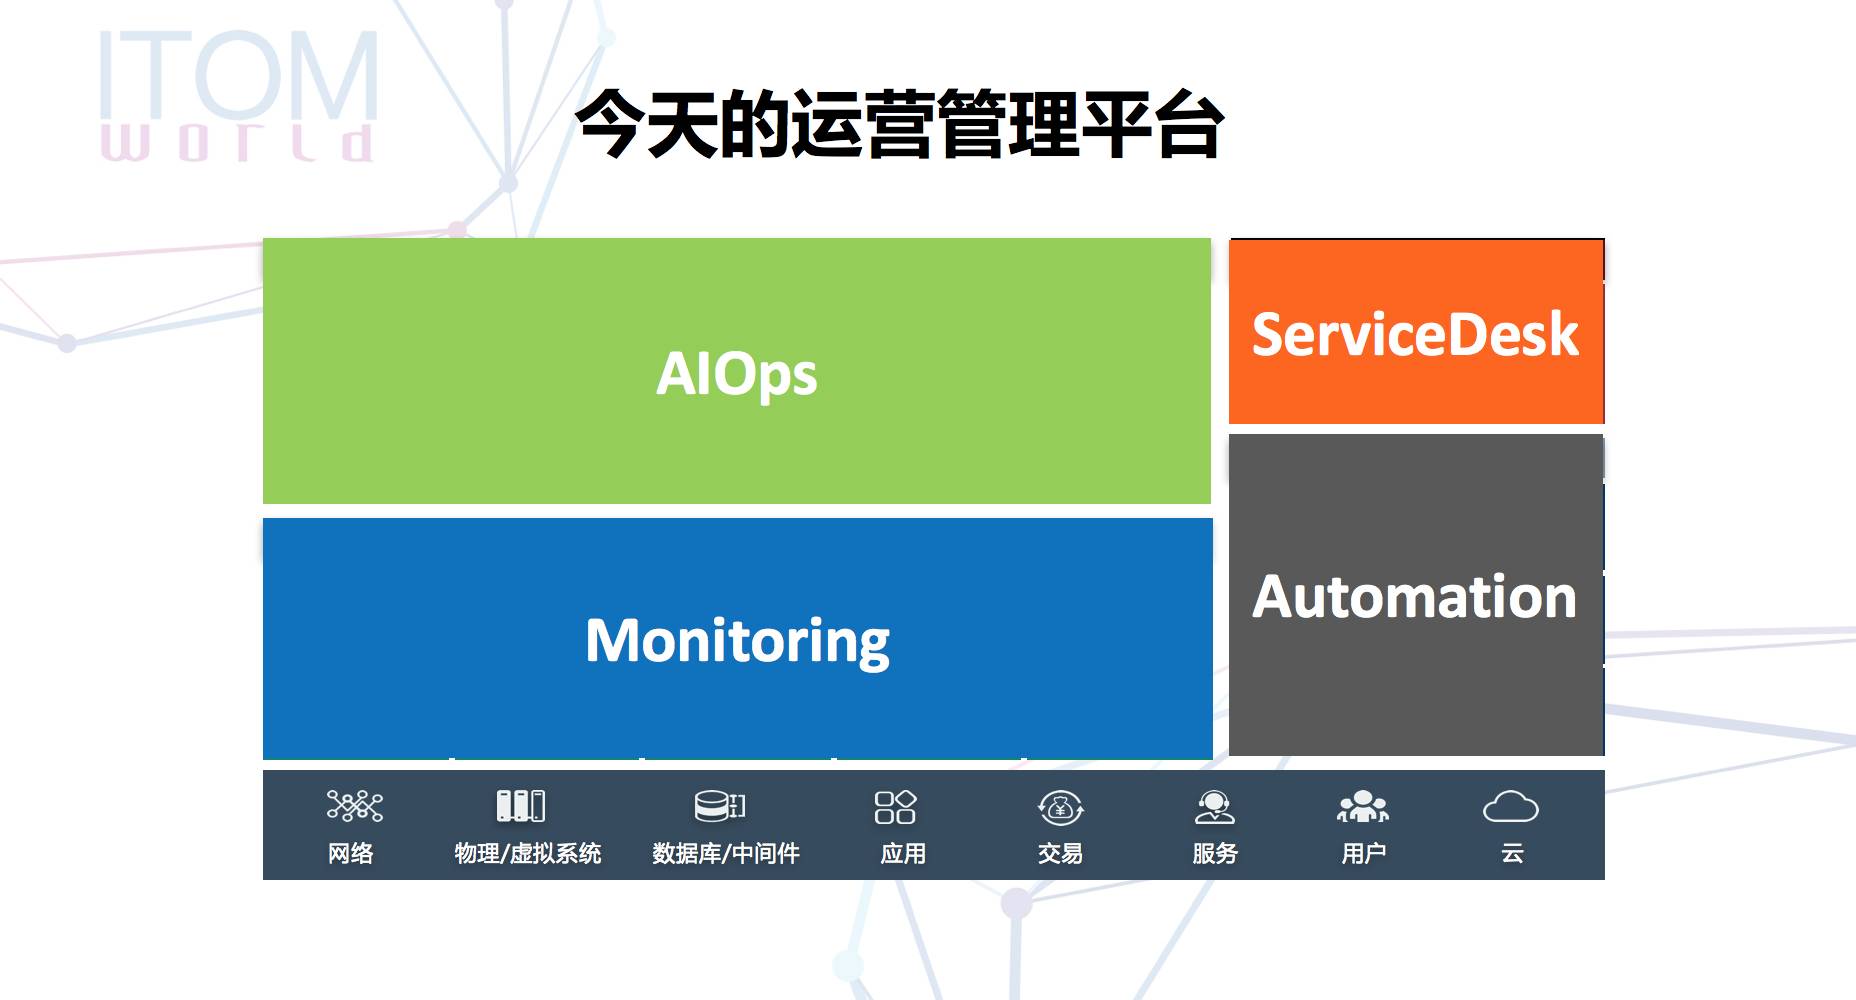 ITOM
world
今天的运营管理平台
AIOps
ServiceDesk
Monitoring
Automation
网络
物理/虚拟系统
数据库/中间件
应用
交易
服务
用户
云